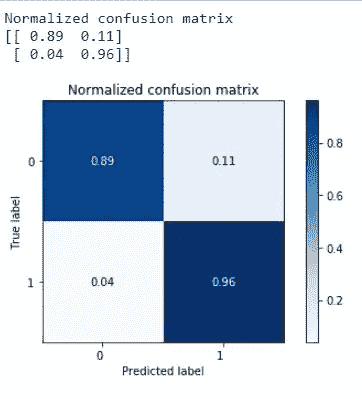 Normalized confusion matrix
[[ 0.89  0.11]
 [ 0.04  0.96]]
Normalized confusion matrix
True label
0
0.89
0.11
1
0.04
0.96
0
1
Predicted label
0.8
0.6
0.4
0.2